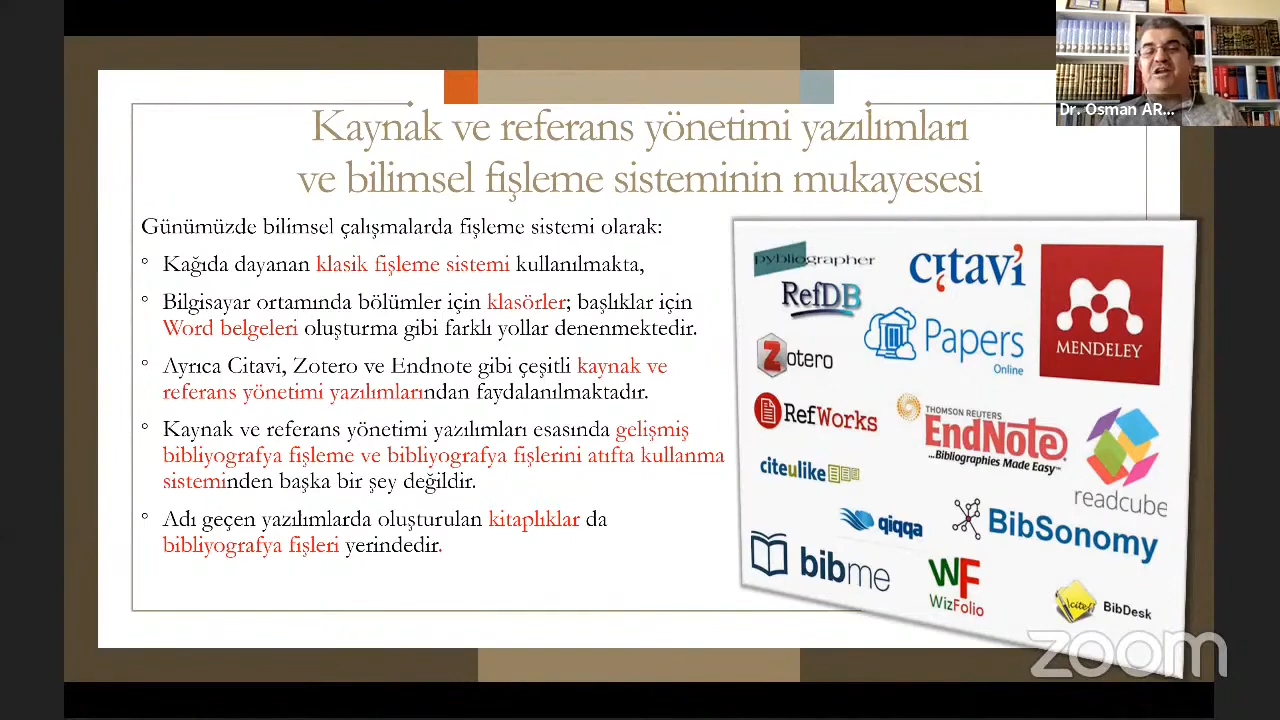 Kaynak ve referans yönetimi yazılımları
ve bilimsel fişleme sisteminin mukayesesi
Günümüzde bilimsel çalışmalarda fişleme sistemi olarak:
Kağıda dayanan klasik fişleme sistemi kullanılmakta,
Bilgisayar ortamında bölümler için klasörler; başlıklar için
Word belgeleri oluşturma gibi farklı yollar denenmektedir.
Ayrıca Citavi, Zotero ve Endnote gibi çeşitli kaynak ve
referans yönetimi yazılımlarından faydalanılmaktadır.
Kaynak ve referans yönetimi yazılımları esasında gelişmiş
bibliyografya fişleme ve bibliyografya fişlerini atıfta kullanma
sisteminden başka bir şey değildir.
Adı geçen yazılımlarda oluşturulan kitaplıklar da
bibliyografya fişleri yerindedir.
pybliographer
citavi
RefDB
Papers
Online
MENDELEY
zotero
RefWorks
THOMSON REUTERS
EndNote
...Bibliographies Made Easy
readcube
citeulike
qiqqa
BibSonomy
bibme
WF
WizFolio
\cite{
BibDesk
Dr. Osman AR...
zoom